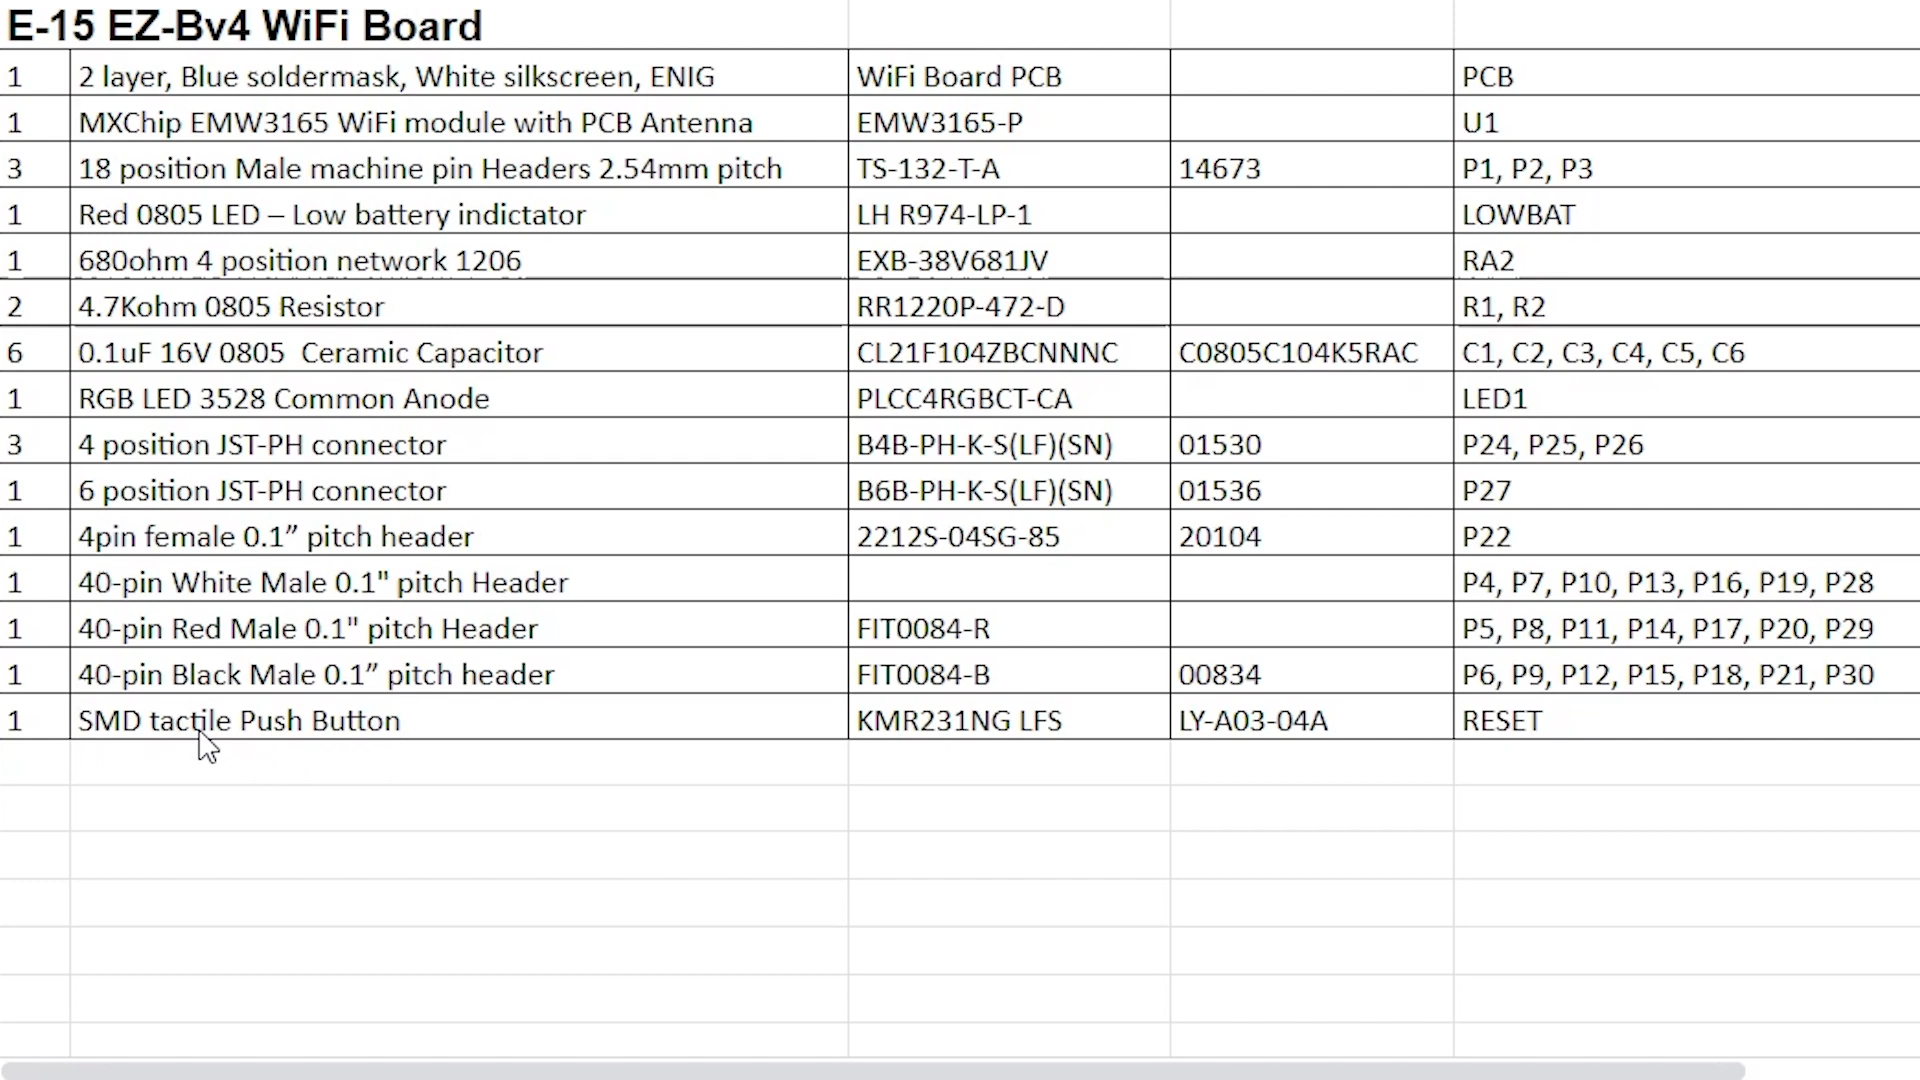 E-15 EZ-Bv4 WiFi Board
1 2 layer, Blue soldermask, White silkscreen, ENIG WiFi Board PCB PCB
1 MXChip EMW3165 WiFi module with PCB Antenna EMW3165-P U1
3 18 position Male machine pin Headers 2.54mm pitch TS-132-T-A 14673 P1, P2, P3
1 Red 0805 LED – Low battery indictator LH R974-LP-1 LOWBAT
1 680ohm 4 position network 1206 EXB-38V681JV RA2
2 4.7Kohm 0805 Resistor RR1220P-472-D R1, R2
6 0.1uF 16V 0805 Ceramic Capacitor CL21F104ZBCNNNC C0805C104K5RAC C1, C2, C3, C4, C5, C6
1 RGB LED 3528 Common Anode PLCC4RGBCT-CA LED1
3 4 position JST-PH connector B4B-PH-K-S(LF)(SN) 01530 P24, P25, P26
1 6 position JST-PH connector B6B-PH-K-S(LF)(SN) 01536 P27
1 4pin female 0.1” pitch header 2212S-04SG-85 20104 P22
1 40-pin White Male 0.1" pitch Header P4, P7, P10, P13, P16, P19, P28
1 40-pin Red Male 0.1" pitch Header FIT0084-R P5, P8, P11, P14, P17, P20, P29
1 40-pin Black Male 0.1” pitch header FIT0084-B 00834 P6, P9, P12, P15, P18, P21, P30
1 SMD tactile Push Button KMR231NG LFS LY-A03-04A RESET